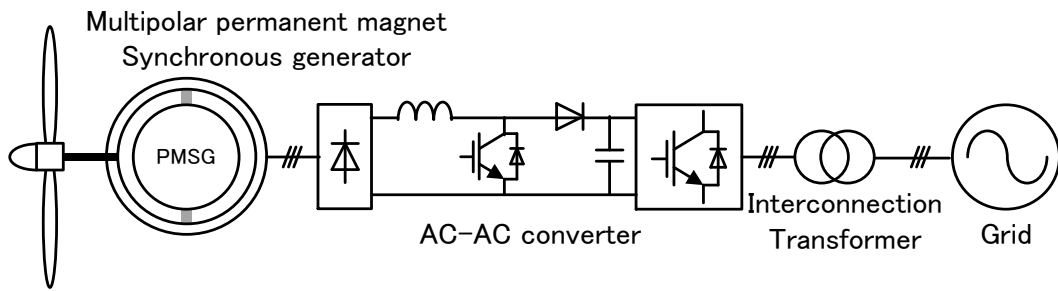 Multipolar permanent magnet
Synchronous generator
PMSG
AC-AC converter
Interconnection
Transformer
Grid